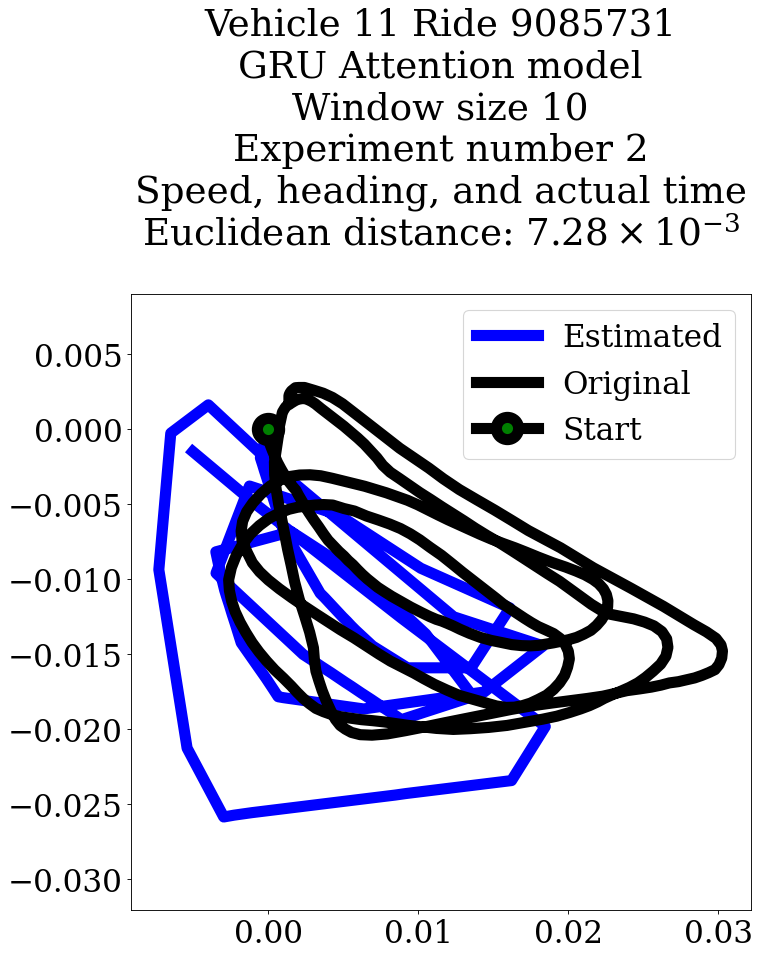 Vehicle 11 Ride 9085731
GRU Attention model
Window size 10
Experiment number 2
Speed, heading, and actual time
Euclidean distance: 7.28 × 10⁻³
Estimated
Original
Start
0.005
0.000
−0.005
−0.010
−0.015
−0.020
−0.025
−0.030
0.00 0.01 0.02 0.03